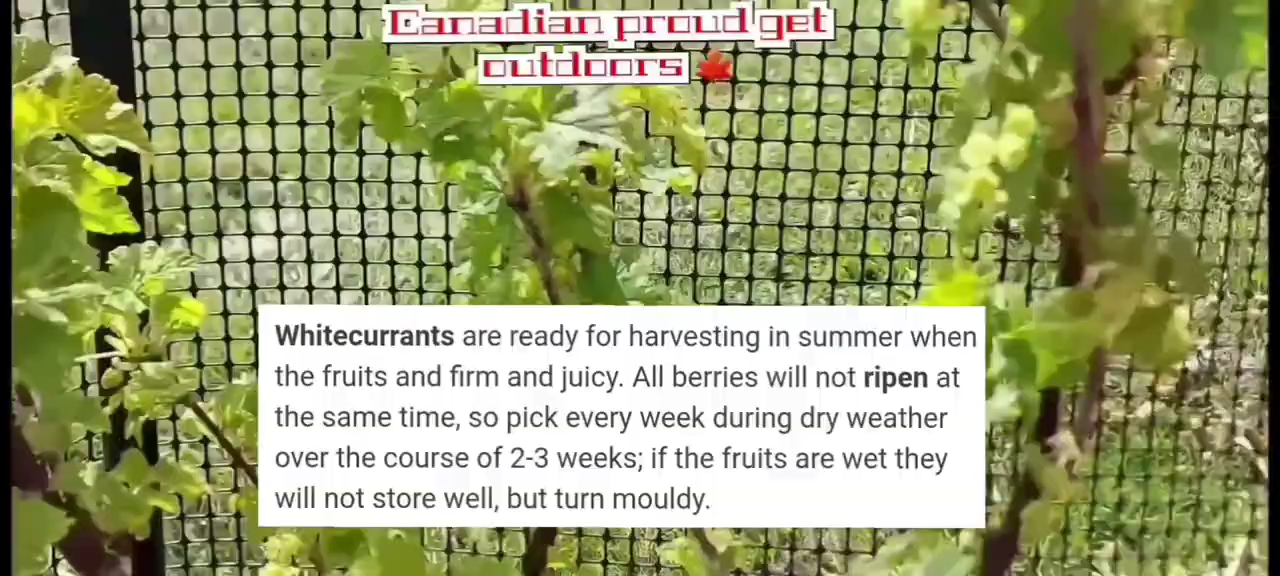 Canadian proud get
outdoors 🍁
Whitecurrants are ready for harvesting in summer when
the fruits and firm and juicy. All berries will not ripen at
the same time, so pick every week during dry weather
over the course of 2-3 weeks; if the fruits are wet they
will not store well, but turn mouldy.